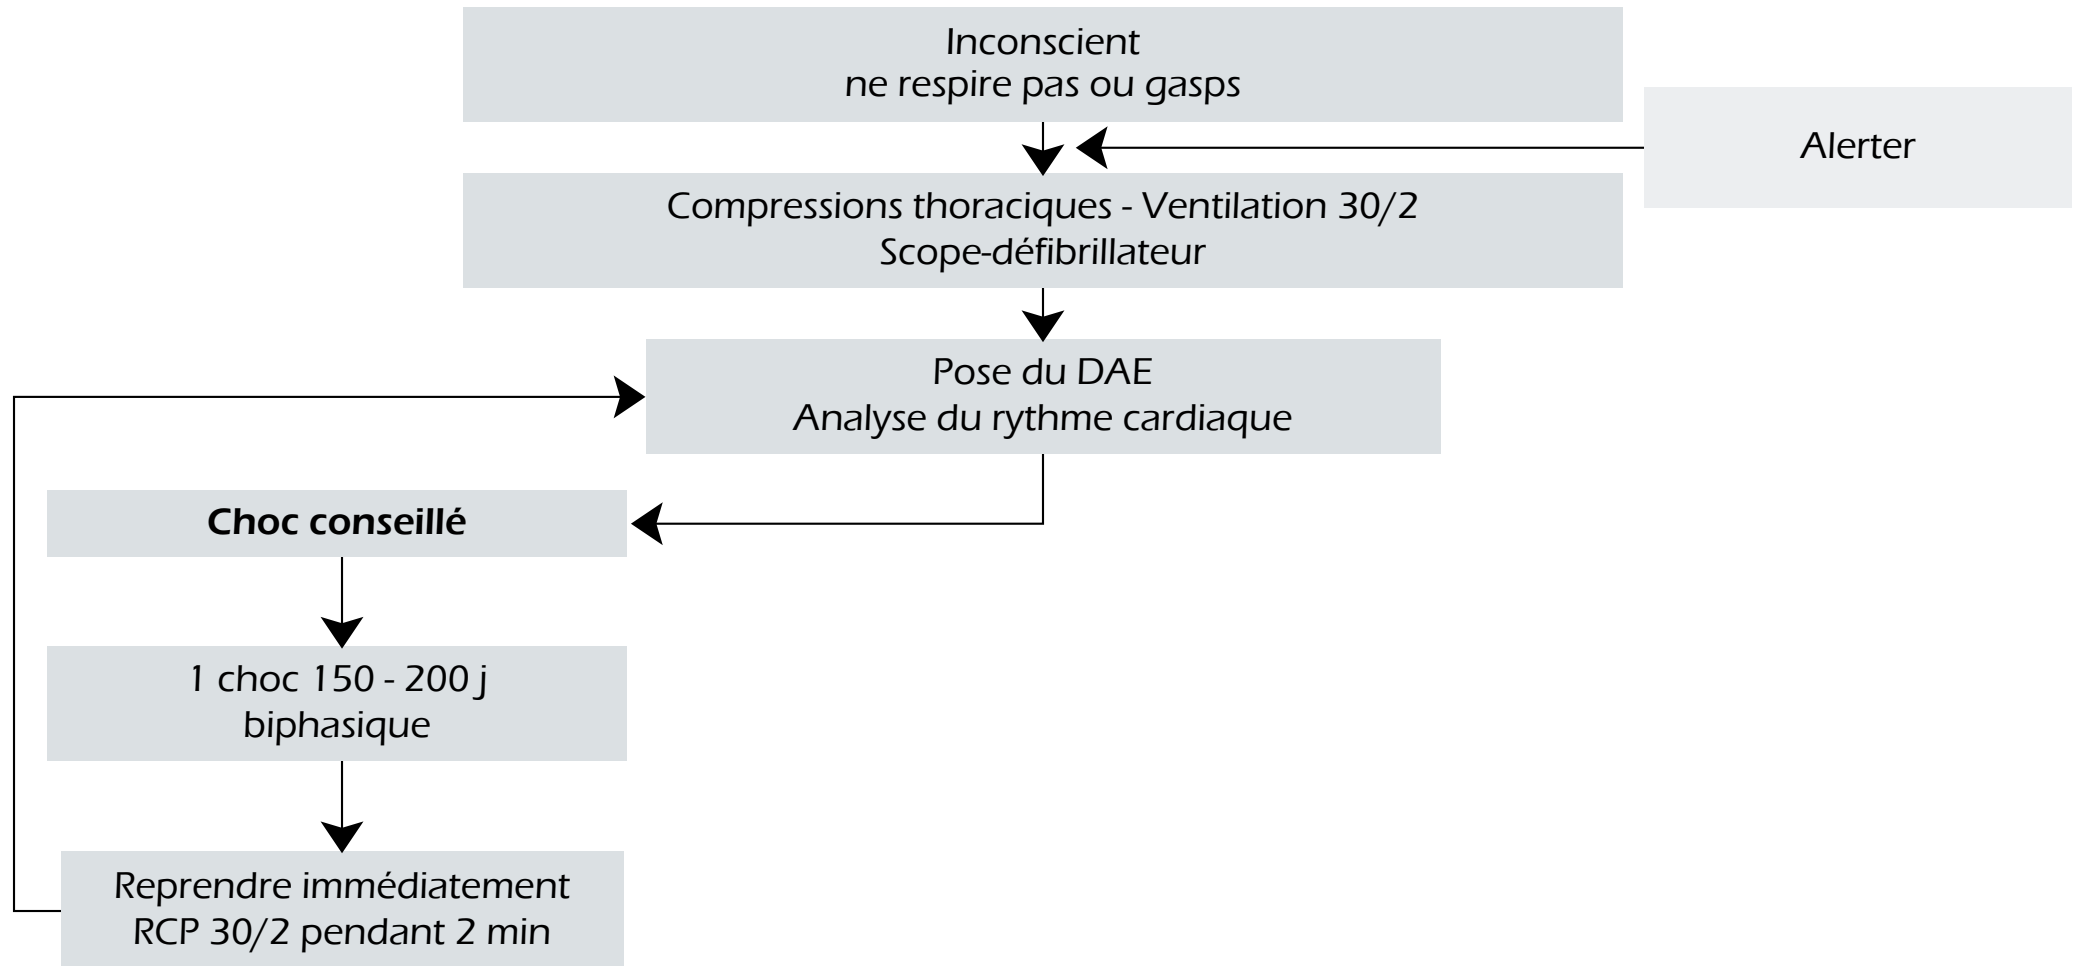 Inconscient
ne respire pas ou gasps
Alerter
Compressions thoraciques - Ventilation 30/2
Scope-défibrillateur
Pose du DAE
Analyse du rythme cardiaque
Choc conseillé
1 choc 150 - 200 j
biphasique
Reprendre immédiatement
RCP 30/2 pendant 2 min